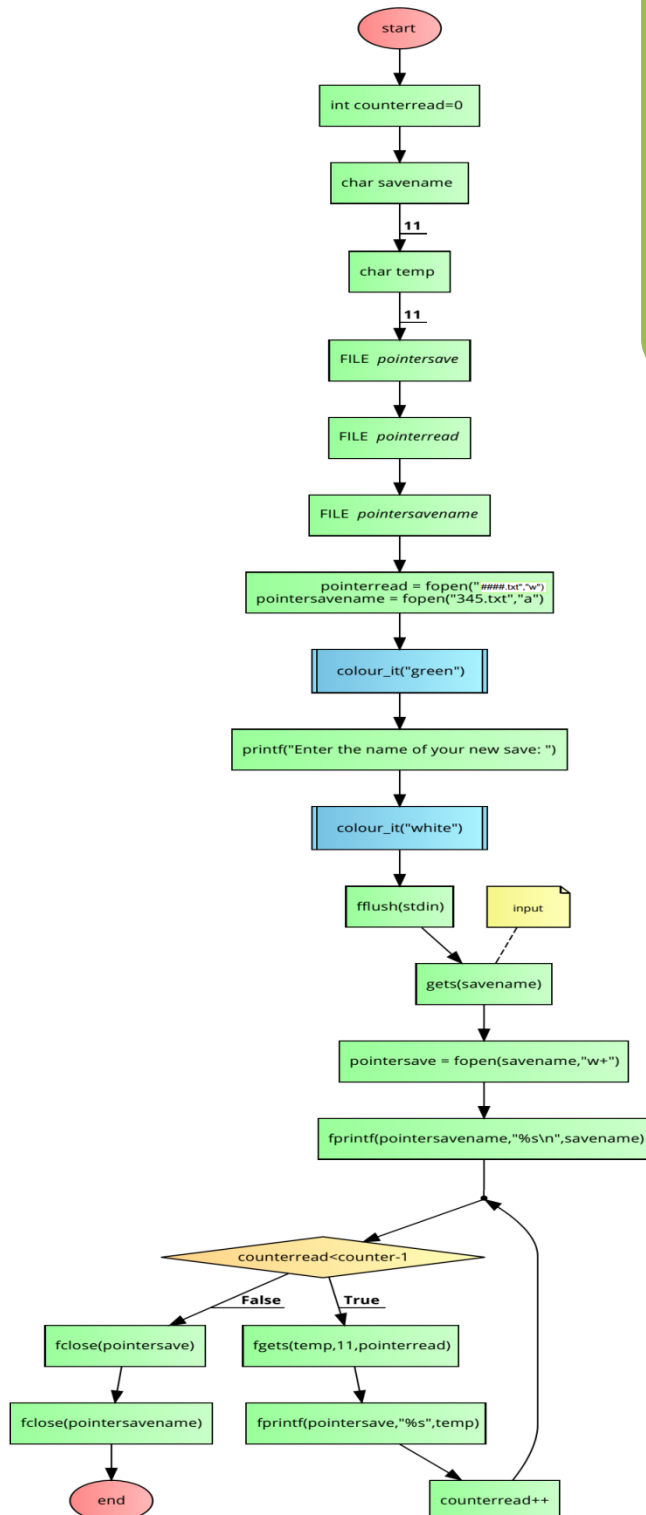 start
int counterread=0
char savename
11
char temp
11
FILE pointersave
FILE pointerread
FILE pointersavename
pointerread = fopen("####.txt","w")
pointersavename = fopen("345.txt","a")
colour_it("green")
printf("Enter the name of your new save: ")
colour_it("white")
fflush(stdin)
input
gets(savename)
pointersave = fopen(savename,"w+")
fprintf(pointersavename,"%s\n",savename)
counterread<counter-1
False
True
fclose(pointersave)
fgets(temp,11,pointerread)
fclose(pointersavename)
fprintf(pointersave,"%s",temp)
end
counterread++